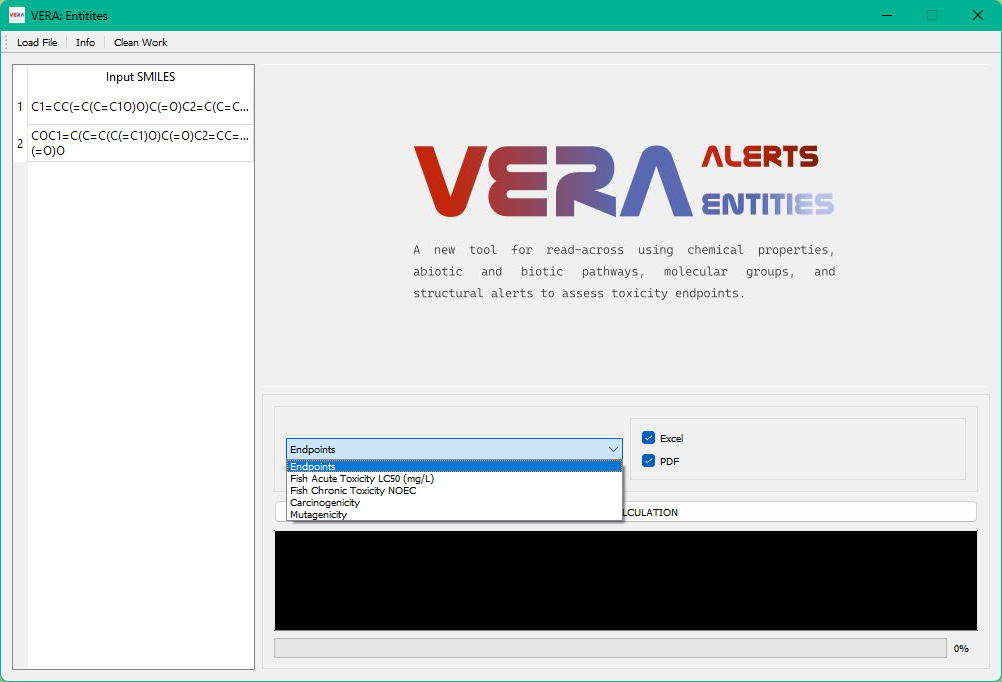 VERA VERA: Entitites
Load File Info Clean Work
Input SMILES
1 C1=CC(=C(C=C1O)O)C(=O)C2=C(C=C...
2 COC1=C(C=C(C(=C1)O)C(=O)C2=CC=...
(=O)O
VERA ALERTS
ENTITIES
A new tool for read-across using chemical properties,
abiotic and biotic pathways, molecular groups, and
structural alerts to assess toxicity endpoints.
Endpoints
Endpoints
Fish Acute Toxicity LC50 (mg/L)
Fish Chronic Toxicity NOEC
Carcinogenicity
Mutagenicity
Excel
PDF
LCULATION
0%